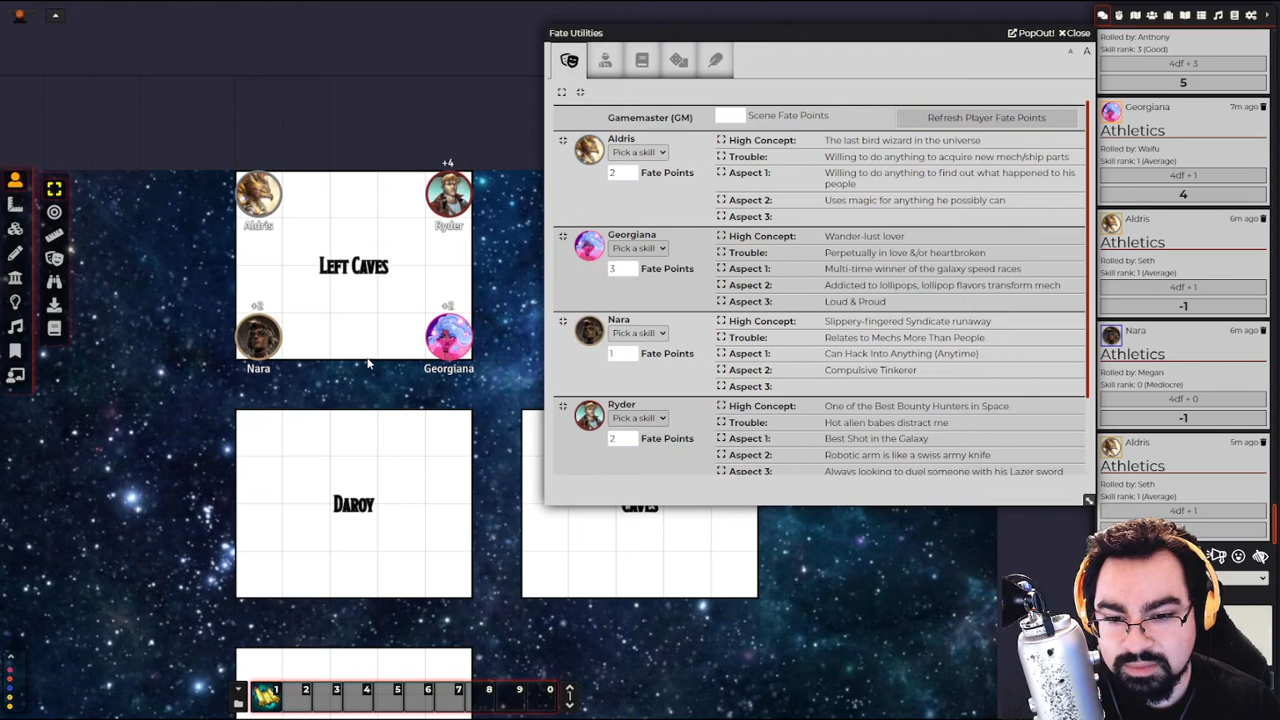 Fate Utilities
PopOut! Close
A A
Gamemaster (GM)
Scene Fate Points
Refresh Player Fate Points
Aldris
Pick a skill
2 Fate Points
High Concept: The last bird wizard in the universe
Trouble: Willing to do anything to acquire new mech/ship parts
Aspect 1: Willing to do anything to find out what happened to his
people
Aspect 2: Uses magic for anything he possibly can
Aspect 3:
Georgiana
Pick a skill
3 Fate Points
High Concept: Wander-lust lover
Trouble: Perpetually in love &/or heartbroken
Aspect 1: Multi-time winner of the galaxy speed races
Aspect 2: Addicted to lollipops, lollipop flavors transform mech
Aspect 3: Loud & Proud
Nara
Pick a skill
1 Fate Points
High Concept: Slippery-fingered Syndicate runaway
Trouble: Relates to Mechs More Than People
Aspect 1: Can Hack Into Anything (Anytime)
Aspect 2: Compulsive Tinkerer
Aspect 3:
Ryder
Pick a skill
2 Fate Points
High Concept: One of the Best Bounty Hunters in Space
Trouble: Hot alien babes distract me
Aspect 1: Best Shot in the Galaxy
Aspect 2: Robotic arm is like a swiss army knife
Aspect 3: Always looking to duel someone with his Lazer sword
+4
Aldris
Ryder
Left Caves
+2
+2
Nara
Georgiana
Daroy
Caves
1 2 3 4 5 6 7 8 9 0
1
Rolled by: Anthony
Skill rank: 3 (Good)
4df + 3
5
Georgiana 7m ago
Athletics
Rolled by: Waifu
Skill rank: 1 (Average)
4df + 1
4
Aldris 6m ago
Athletics
Rolled by: Seth
Skill rank: 1 (Average)
4df + 1
-1
Nara 6m ago
Athletics
Rolled by: Megan
Skill rank: 0 (Mediocre)
4df + 0
-1
Aldris 5m ago
Athletics
Rolled by: Seth
Skill rank: 1 (Average)
4df + 1